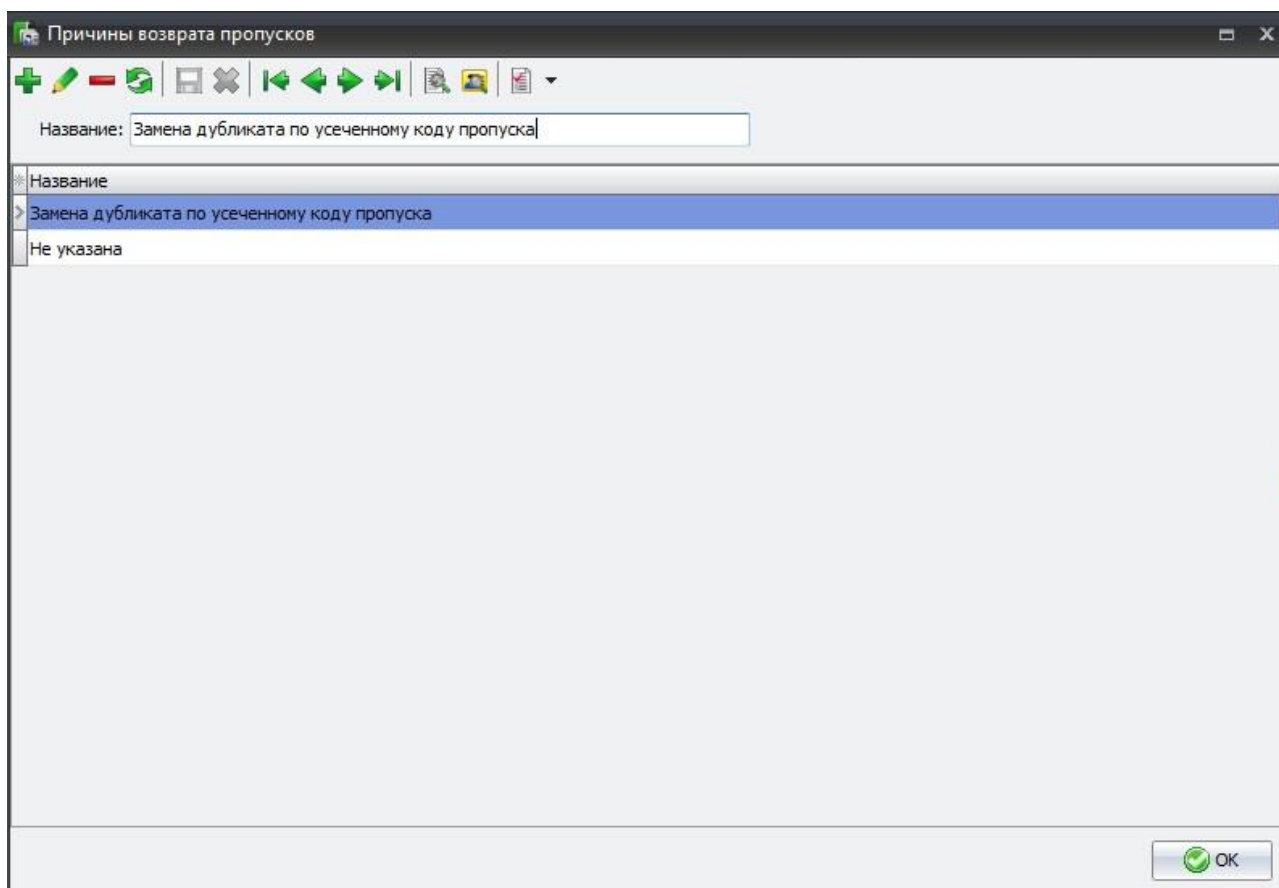 Причины возврата пропусков
Название: Замена дубликата по усеченному коду пропуска
Название
Замена дубликата по усеченному коду пропуска
Не указана
OK